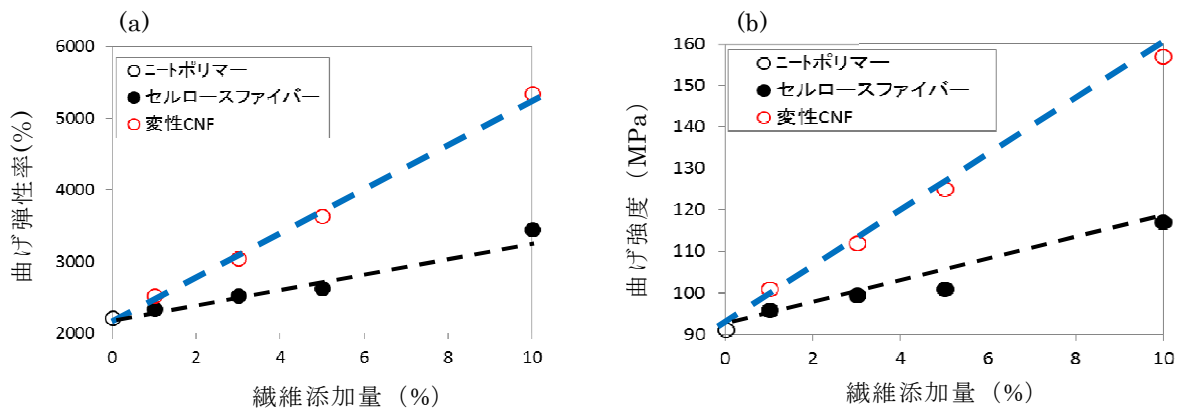 (a)
6000
5000
4000
3000
2000
曲げ弾性率(%)
ニートポリマー
セルロースファイバー
変性CNF
0 2 4 6 8 10
繊維添加量 (%)
(b)
160
150
140
130
120
110
100
90
曲げ強度 (MPa)
ニートポリマー
セルロースファイバー
変性CNF
0 2 4 6 8 10
繊維添加量 (%)